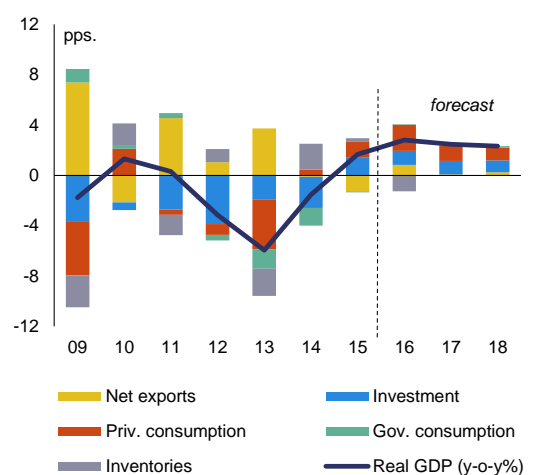 12
pps.
8
forecast
4
0
-4
-8
-12
09 10 11 12 13 14 15 16 17 18
Net exports Investment
Priv. consumption Gov. consumption
Inventories Real GDP (y-o-y%)